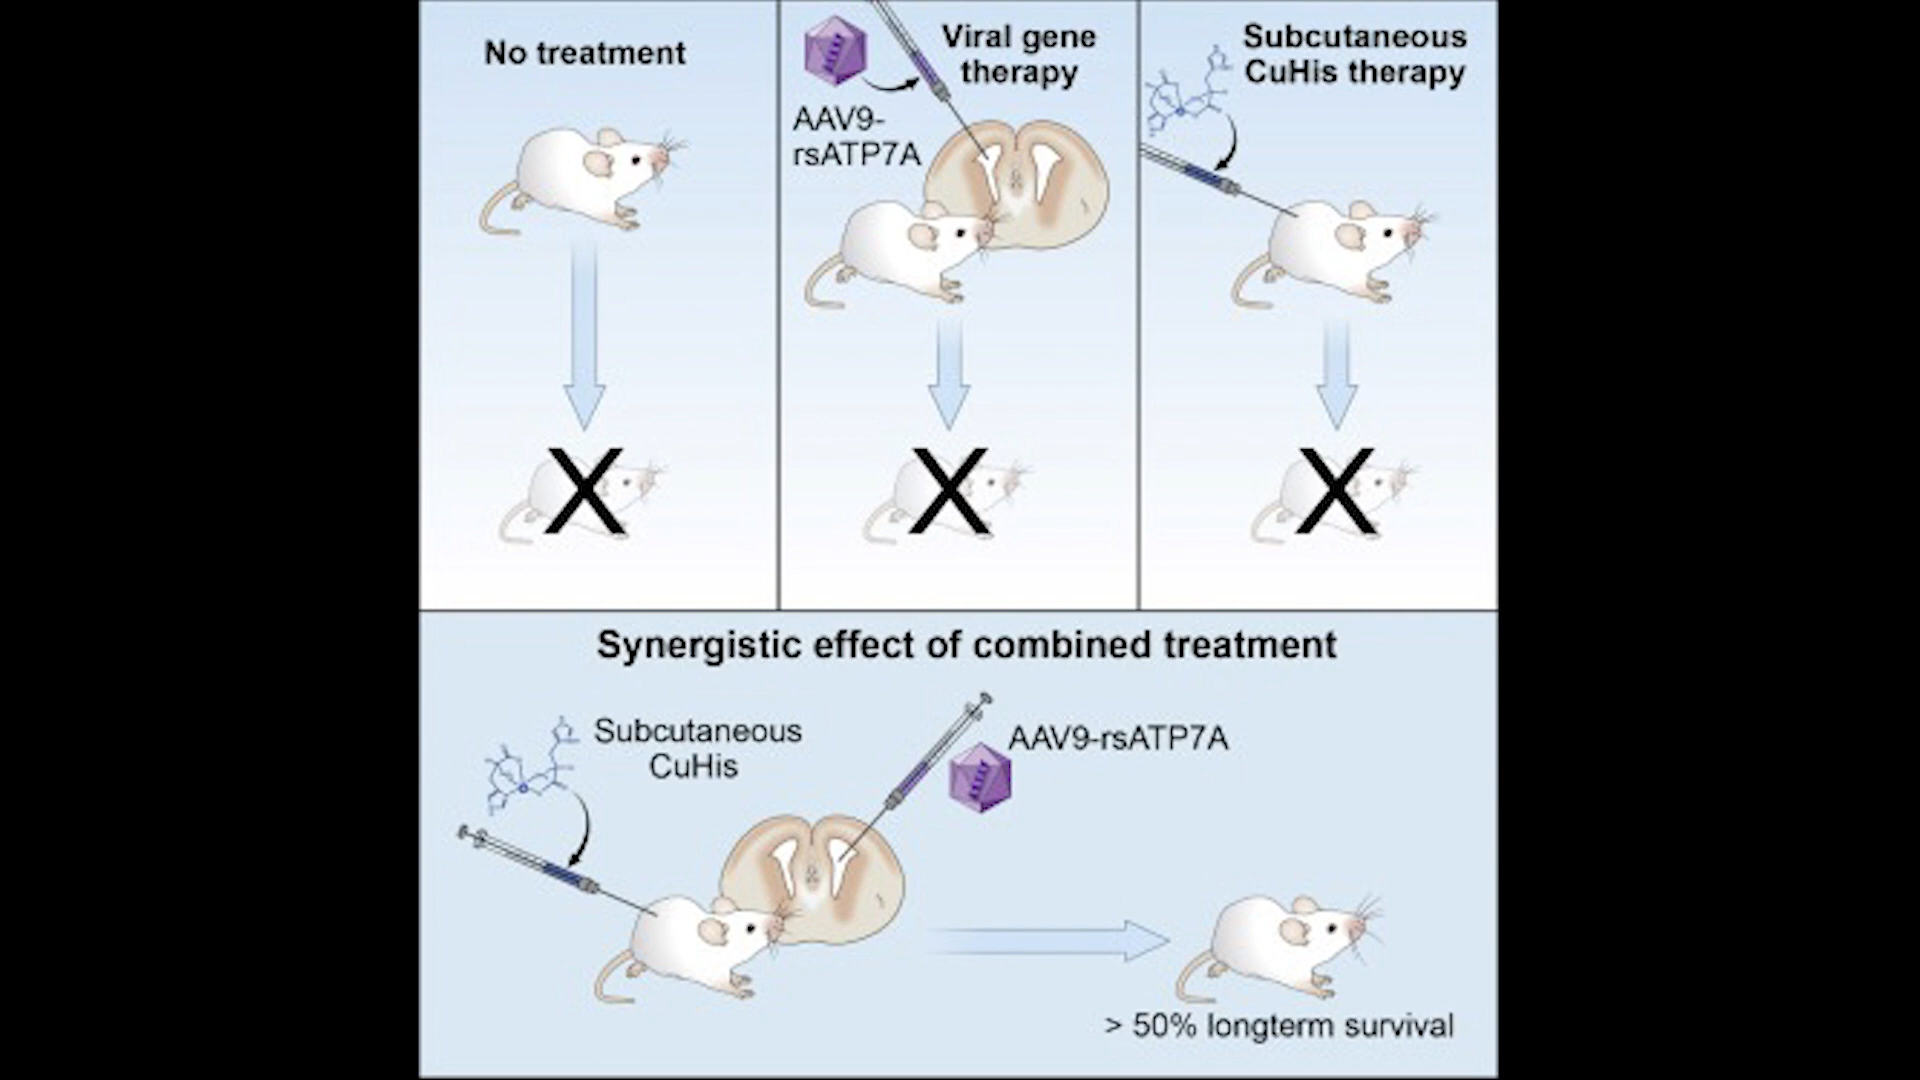 No treatment
Viral gene
therapy
AAV9-
rsATP7A
Subcutaneous
CuHis therapy
X
X
X
Synergistic effect of combined treatment
Subcutaneous
CuHis
AAV9-rsATP7A
> 50% longterm survival